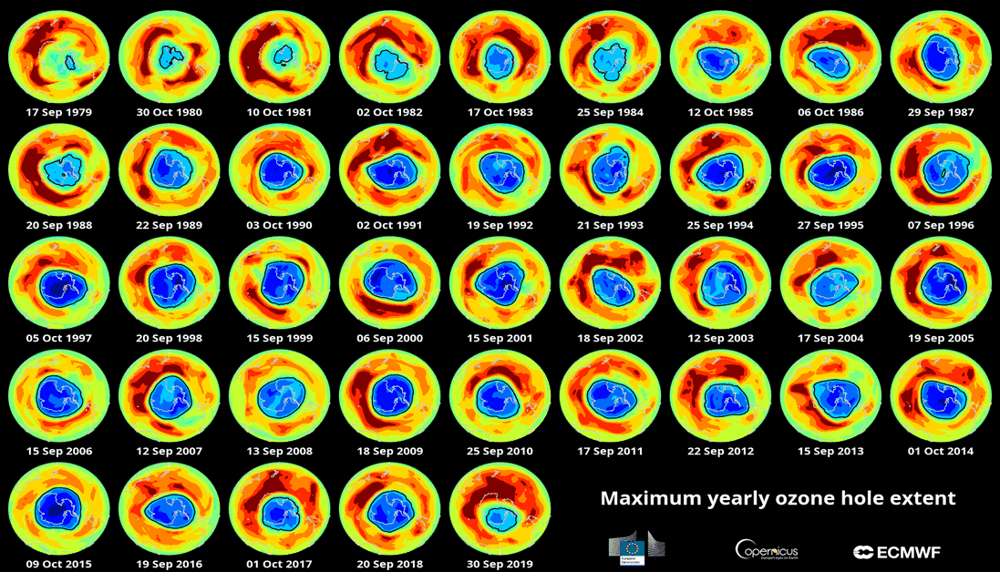 17 Sep 1979 30 Oct 1980 10 Oct 1981 02 Oct 1982 17 Oct 1983 25 Sep 1984 12 Oct 1985 06 Oct 1986 29 Sep 1987
20 Sep 1988 22 Sep 1989 03 Oct 1990 02 Oct 1991 19 Sep 1992 21 Sep 1993 25 Sep 1994 27 Sep 1995 07 Sep 1996
05 Oct 1997 20 Sep 1998 15 Sep 1999 06 Sep 2000 15 Sep 2001 18 Sep 2002 12 Sep 2003 17 Sep 2004 19 Sep 2005
15 Sep 2006 12 Sep 2007 13 Sep 2008 18 Sep 2009 25 Sep 2010 17 Sep 2011 22 Sep 2012 15 Sep 2013 01 Oct 2014
09 Oct 2015 19 Sep 2016 01 Oct 2017 20 Sep 2018 30 Sep 2019
Maximum yearly ozone hole extent
European
Commission
Copernicus
Europe's eyes on Earth
ECMWF